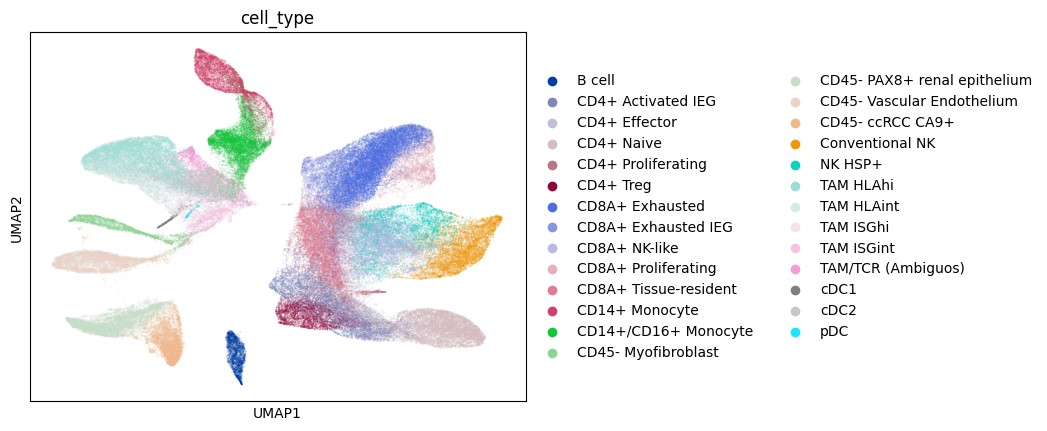 cell_type
UMAP2
UMAP1
B cell
CD4+ Activated IEG
CD4+ Effector
CD4+ Naive
CD4+ Proliferating
CD4+ Treg
CD8A+ Exhausted
CD8A+ Exhausted IEG
CD8A+ NK-like
CD8A+ Proliferating
CD8A+ Tissue-resident
CD14+ Monocyte
CD14+/CD16+ Monocyte
CD45- Myofibroblast
CD45- PAX8+ renal epithelium
CD45- Vascular Endothelium
CD45- ccRCC CA9+
Conventional NK
NK HSP+
TAM HLAhi
TAM HLAint
TAM ISGhi
TAM ISGint
TAM/TCR (Ambiguos)
cDC1
cDC2
pDC